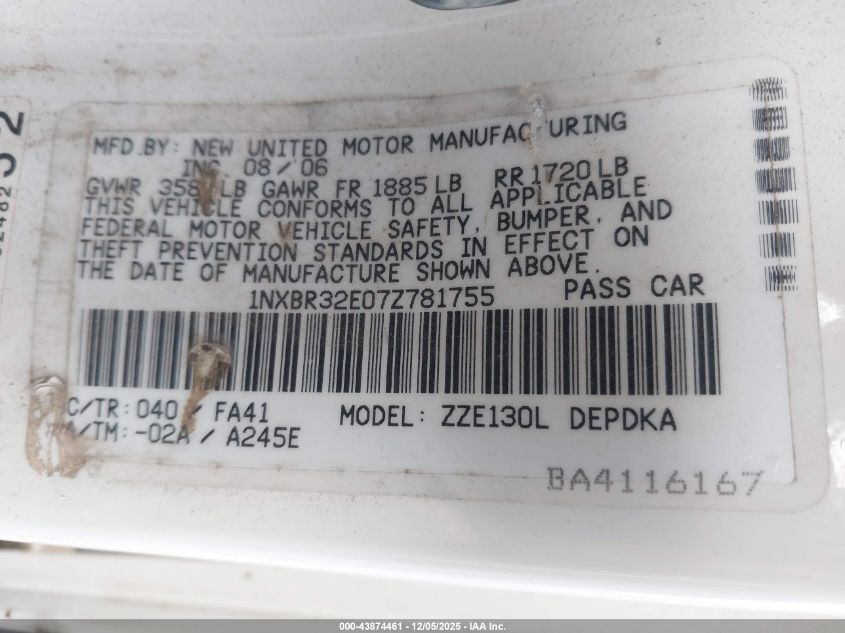 MFD.BY: NEW UNITED MOTOR MANUFACTURING
INC. 08/06
GVWR LB GAWR FR 1885 LB RR 1720 LB
THIS VEHICLE CONFORMS TO ALL APPLICABLE
FEDERAL MOTOR VEHICLE SAFETY, BUMPER, AND
THEFT PREVENTION STANDARDS IN EFFECT ON
THE DATE OF MANUFACTURE SHOWN ABOVE.
1NXBR32E07Z781755 PASS CAR
C/TR: 040 / FA41 MODEL: ZZE130L DEPDKA
A/TM: -02A / A245E
BA4116167
000-43874461 - 12/05/2025 - IAA Inc.